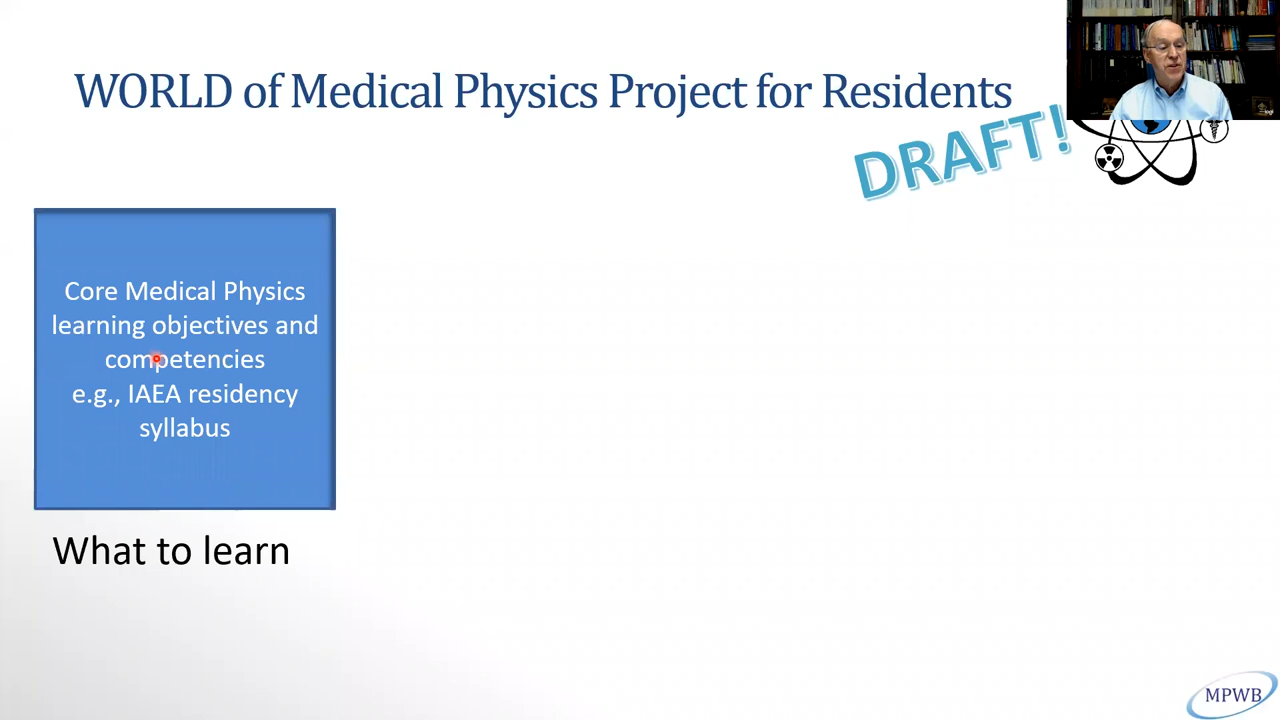 WORLD of Medical Physics Project for Residents
DRAFT!
Core Medical Physics
learning objectives and
competencies
e.g., IAEA residency
syllabus
What to learn
MPWB